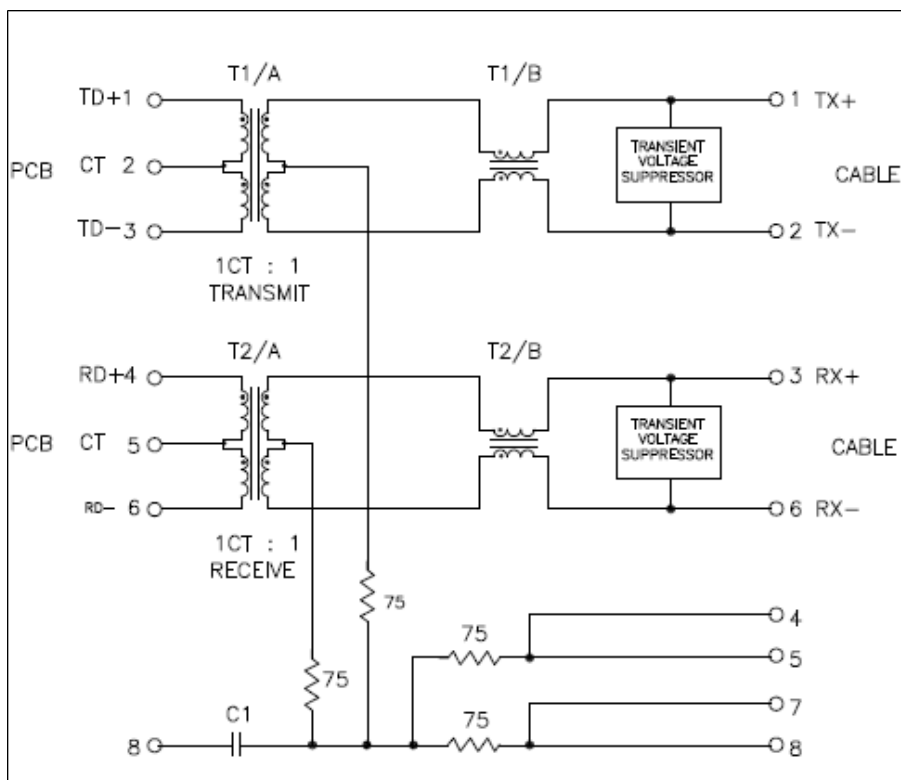 T1/A
T1/B
TD+1
1 TX+
TRANSIENT
VOLTAGE
SUPPRESSOR
PCB
CT 2
CABLE
TD-3
2 TX-
1CT : 1
TRANSMIT
T2/A
T2/B
RD+4
3 RX+
TRANSIENT
VOLTAGE
SUPPRESSOR
PCB
CT 5
CABLE
RD- 6
6 RX-
1CT : 1
RECEIVE
75
4
75
5
75
7
C1
75
8
8